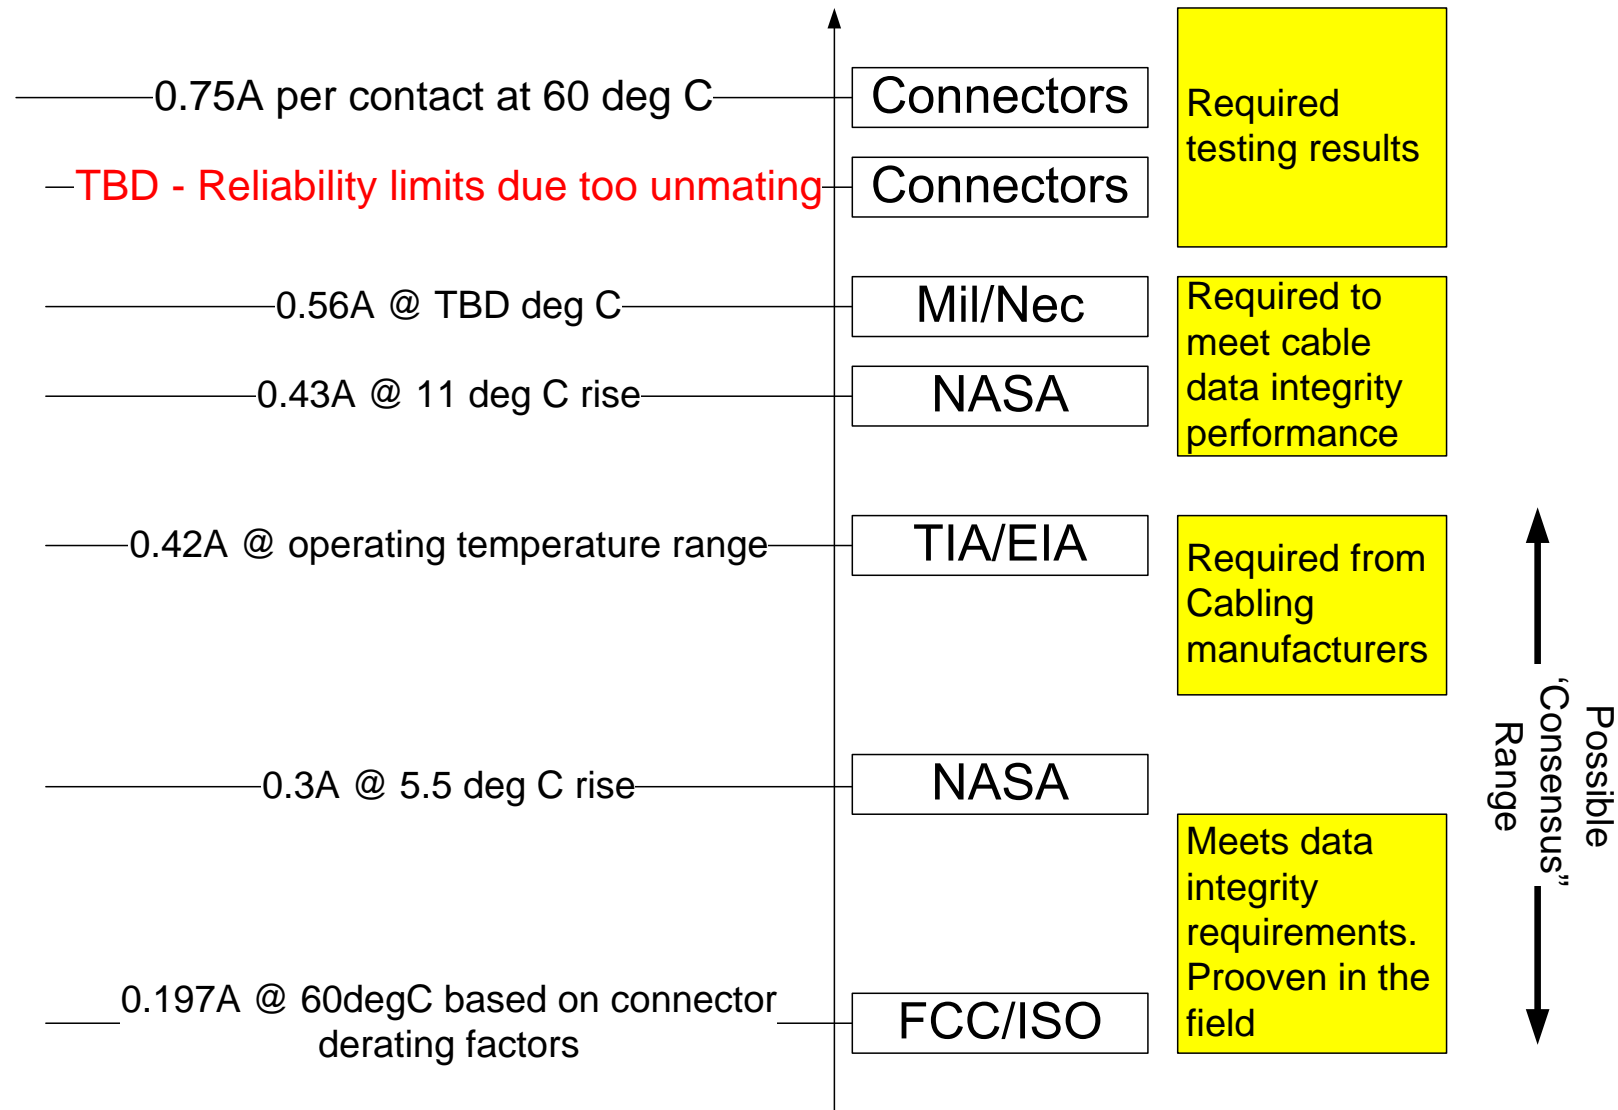 0.75A per contact at 60 deg C
Connectors
Required
testing results
TBD - Reliability limits due too unmating
Connectors
0.56A @ TBD deg C
Mil/Nec
Required to
meet cable
data integrity
performance
0.43A @ 11 deg C rise
NASA
0.42A @ operating temperature range
TIA/EIA
Required from
Cabling
manufacturers
0.3A @ 5.5 deg C rise
NASA
Meets data
integrity
requirements.
Prooven in the
field
0.197A @ 60degC based on connector
derating factors
FCC/ISO
Possible
‘Consensus”
Range